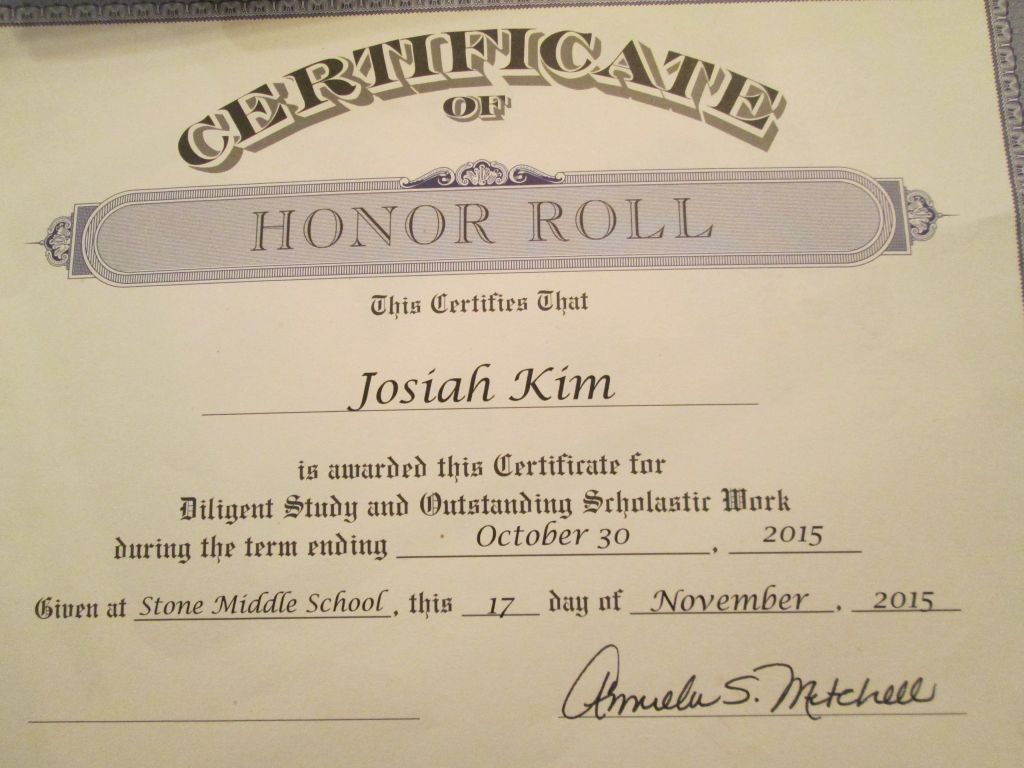 CERTIFICATE
OF
HONOR ROLL
This Certifies That
Josiah Kim
is awarded this Certificate for
Diligent Study and Outstanding Scholastic Work
during the term ending October 30, 2015
Given at Stone Middle School, this 17 day of November, 2015
S. Mitchell